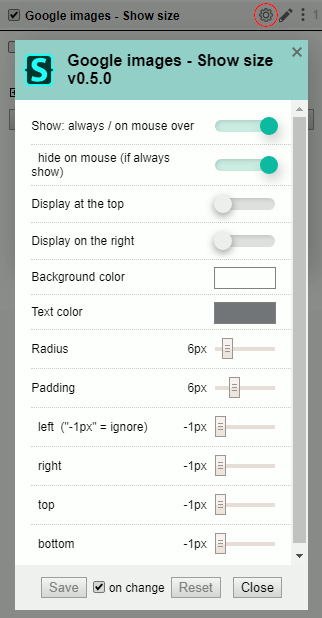 Google images - Show size
1
S
Google images - Show size
v0.5.0
Show: always / on mouse over
hide on mouse (if always
show)
Display at the top
Display on the right
Background color
Text color
Radius 6px
Padding 6px
left ("-1px" = ignore) -1px
right -1px
top -1px
bottom -1px
Save on change Reset Close